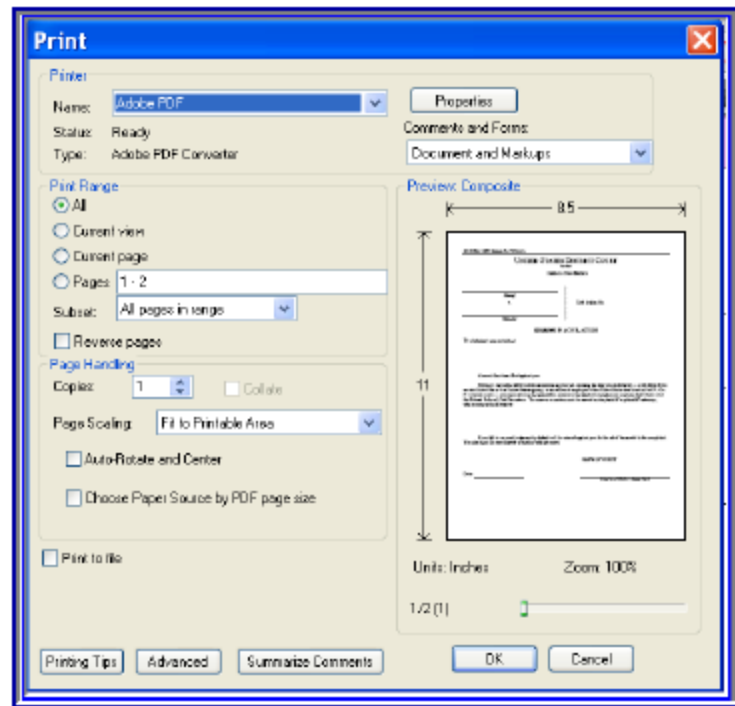 Print
Printer
Name: Adobe PDF
Properties
Status: Ready
Comments and Forms:
Type: Adobe PDF Converter
Document and Markups
Print Range
All
Current view
Current page
Pages 1 - 2
Subset: All pages in range
Reverse pages
Page Handling
Copies: 1
Collate
Page Scaling: Fit to Printable Area
Auto-Rotate and Center
Choose Paper Source by PDF page size
Print to file
Preview: Composite
8.5
11
UNITED STATES DISTRICT COURT
Units: Inches Zoom: 100%
1/2 (1)
Printing Tips Advanced Summarize Comments OK Cancel